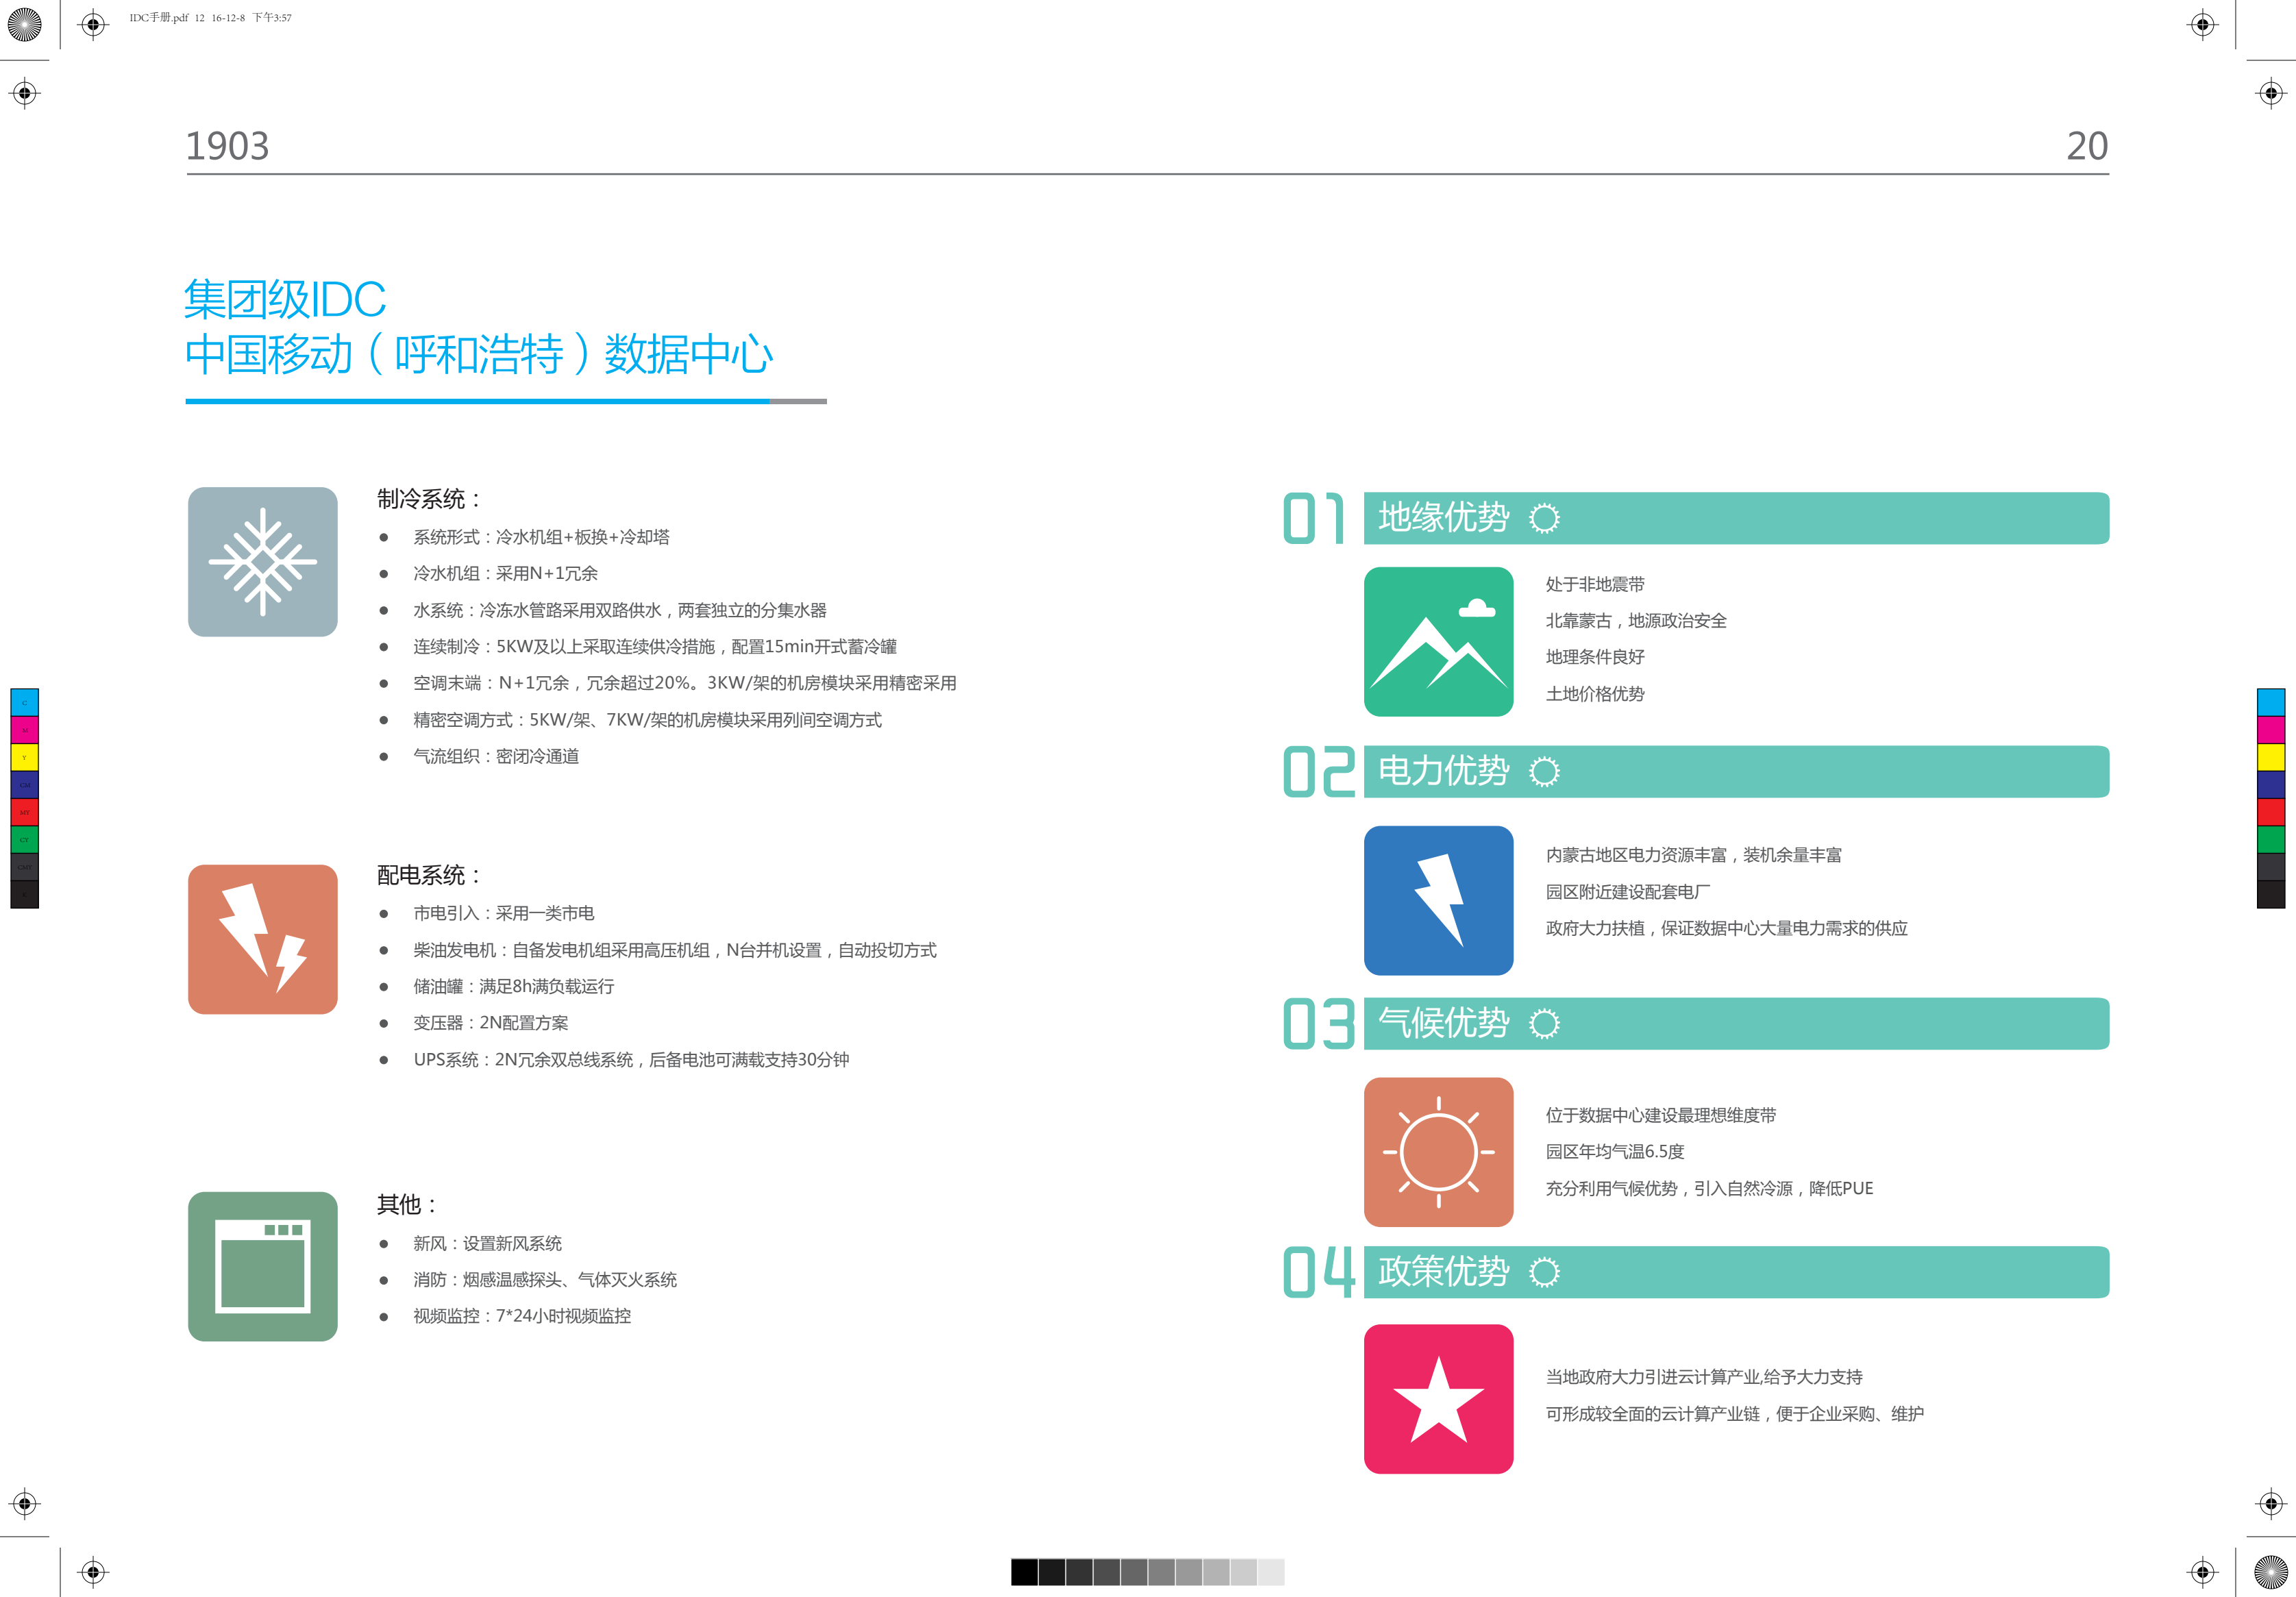 IDC手册.pdf 12 16-12-8 下午3:57
1903
20
集团级IDC
中国移动（呼和浩特）数据中心
制冷系统：
● 系统形式：冷水机组+板换+冷却塔
● 冷水机组：采用N+1冗余
● 水系统：冷冻水管路采用双路供水，两套独立的分集水器
● 连续制冷：5KW及以上采取连续供冷措施，配置15min开式蓄冷罐
● 空调末端：N+1冗余，冗余超过20%。3KW/架的机房模块采用精密采用
● 精密空调方式：5KW/架、7KW/架的机房模块采用列间空调方式
● 气流组织：密闭冷通道
配电系统：
● 市电引入：采用一类市电
● 柴油发电机：自备发电机组采用高压机组，N台并机设置，自动投切方式
● 储油罐：满足8h满负载运行
● 变压器：2N配置方案
● UPS系统：2N冗余双总线系统，后备电池可满载支持30分钟
其他：
● 新风：设置新风系统
● 消防：烟感温感探头、气体灭火系统
● 视频监控：7*24小时视频监控
01 地缘优势
处于非地震带
北靠蒙古，地源政治安全
地理条件良好
土地价格优势
02 电力优势
内蒙古地区电力资源丰富，装机余量丰富
园区附近建设配套电厂
政府大力扶植，保证数据中心大量电力需求的供应
03 气候优势
位于数据中心建设最理想维度带
园区年均气温6.5度
充分利用气候优势，引入自然冷源，降低PUE
04 政策优势
当地政府大力引进云计算产业,给予大力支持
可形成较全面的云计算产业链，便于企业采购、维护
C
M
Y
CM
MY
CY
CMY